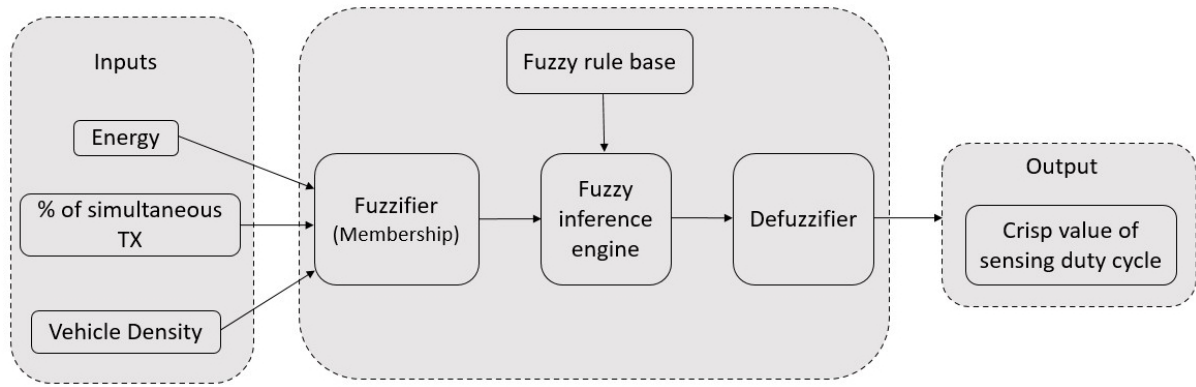 Inputs
Energy
% of simultaneous
TX
Vehicle Density
Fuzzy rule base
Fuzzifier
(Membership)
Fuzzy
inference
engine
Defuzzifier
Output
Crisp value of
sensing duty cycle